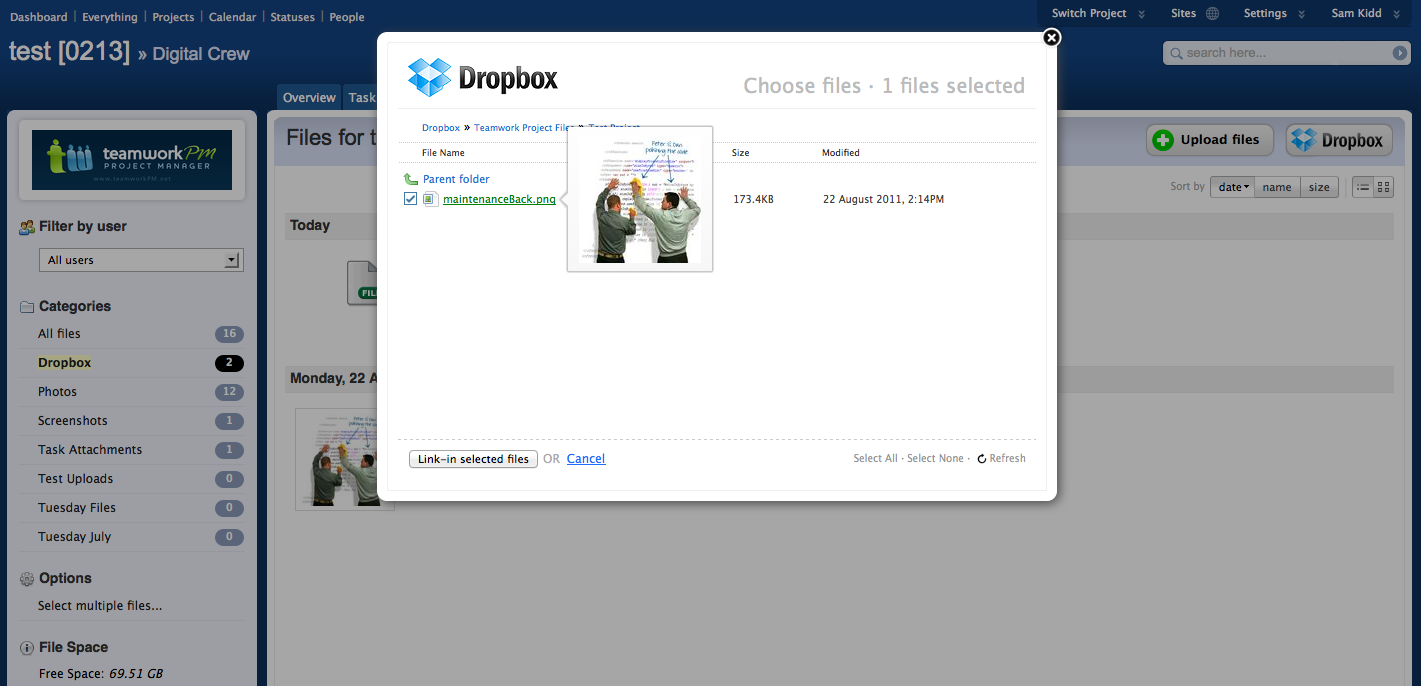 Dashboard | Everything | Projects | Calendar | Statuses | People
Switch Project Sites Settings Sam Kidd
test [0213] » Digital Crew
search here...
Overview Task
teamworkPM
PROJECT MANAGER
www.teamworkPM.net
Filter by user
All users
Categories
All files 16
Dropbox 2
Photos 12
Screenshots 1
Task Attachments 1
Test Uploads 0
Tuesday Files 0
Tuesday July 0
Options
Select multiple files...
File Space
Free Space: 69.51 GB
Files for t
Upload files
Dropbox
Sort by date name size
Today
FIL
Monday, 22 A
Dropbox
Choose files · 1 files selected
Dropbox » Teamwork Project Files » Test Project
File Name Size Modified
Parent folder
maintenanceBack.png 173.4KB 22 August 2011, 2:14PM
Link-in selected files OR Cancel
Select All · Select None · Refresh